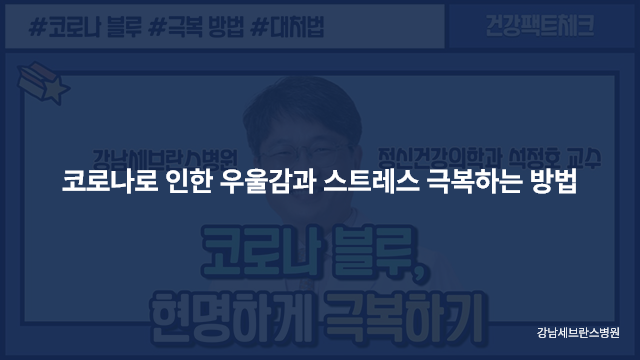 #코로나 블루 #극복 방법 #대처법
건강팩트체크
강남세브란스병원
정신건강의학과 석정호 교수
코로나로 인한 우울감과 스트레스 극복하는 방법
코로나 블루,
현명하게 극복하기
강남세브란스병원